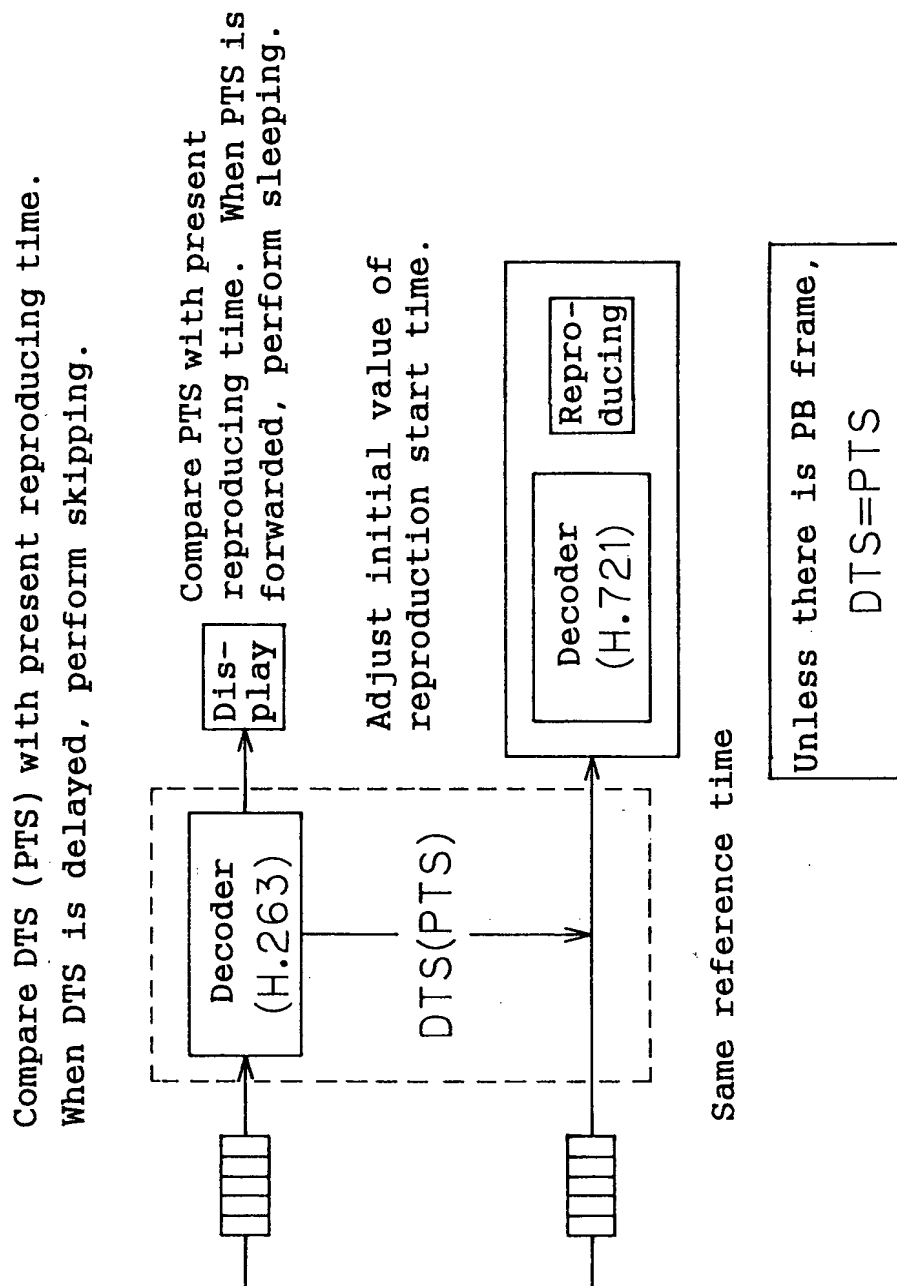 Compare DTS (PTS) with present reproducing time.
When DTS is delayed, perform skipping.
Compare PTS with present
reproducing time. When PTS is
forwarded, perform sleeping.
Decoder
(H.263)
Dis-
play
Adjust initial value of
reproduction start time.
DTS(PTS)
Decoder
(H.721)
Repro-
ducing
Same reference time
Unless there is PB frame,
DTS=PTS